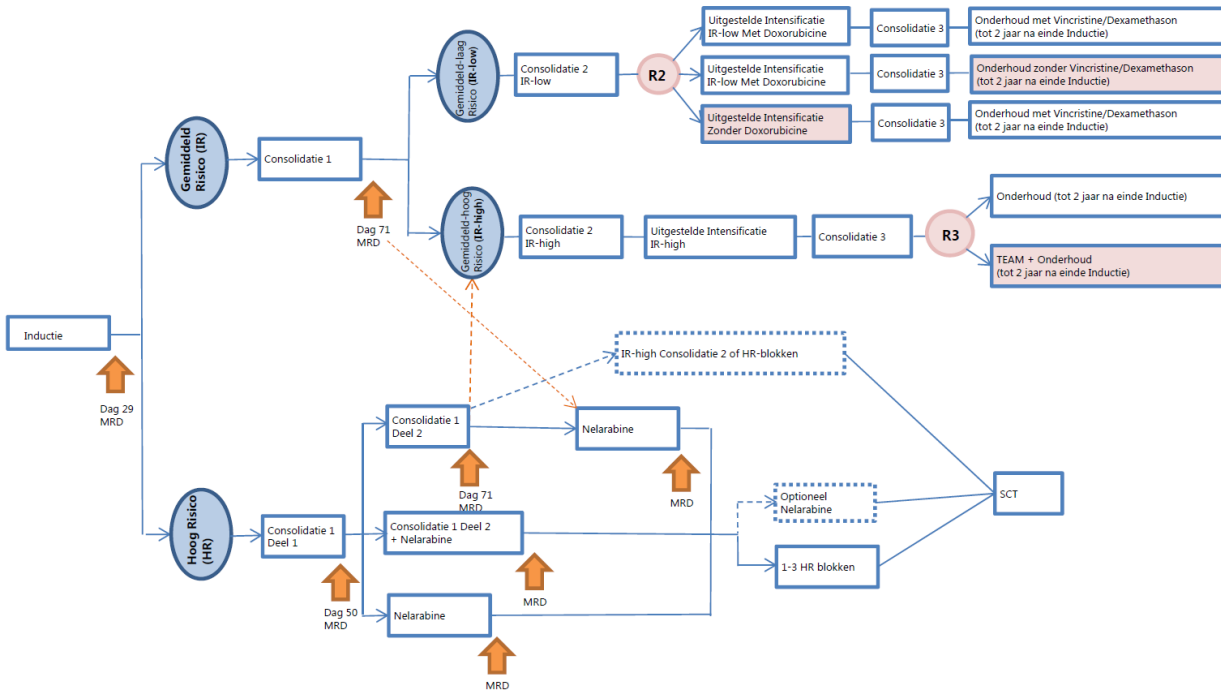 Uitgestelde Intensificatie
IR-low Met Doxorubicine
Consolidatie 3
Onderhoud met Vincristine/Dexamethason
(tot 2 jaar na einde Inductie)
Gemiddeld-laag
Risico (IR-low)
Consolidatie 2
IR-low
R2
Uitgestelde Intensificatie
IR-low Met Doxorubicine
Consolidatie 3
Onderhoud zonder Vincristine/Dexamethason
(tot 2 jaar na einde Inductie)
Uitgestelde Intensificatie
Zonder Doxorubicine
Consolidatie 3
Onderhoud met Vincristine/Dexamethason
(tot 2 jaar na einde Inductie)
Gemiddeld
Risico (IR)
Consolidatie 1
Dag 71
MRD
Gemiddeld-hoog
Risico (IR-high)
Consolidatie 2
IR-high
Uitgestelde Intensificatie
IR-high
Consolidatie 3
R3
Onderhoud (tot 2 jaar na einde Inductie)
TEAM + Onderhoud
(tot 2 jaar na einde Inductie)
Inductie
Dag 29
MRD
IR-high Consolidatie 2 of HR-blokken
Consolidatie 1
Deel 2
Dag 71
MRD
Nelarabine
MRD
Hoog Risico
(HR)
Consolidatie 1
Deel 1
Dag 50
MRD
Consolidatie 1 Deel 2
+ Nelarabine
MRD
Nelarabine
MRD
Optioneel
Nelarabine
1-3 HR blokken
SCT